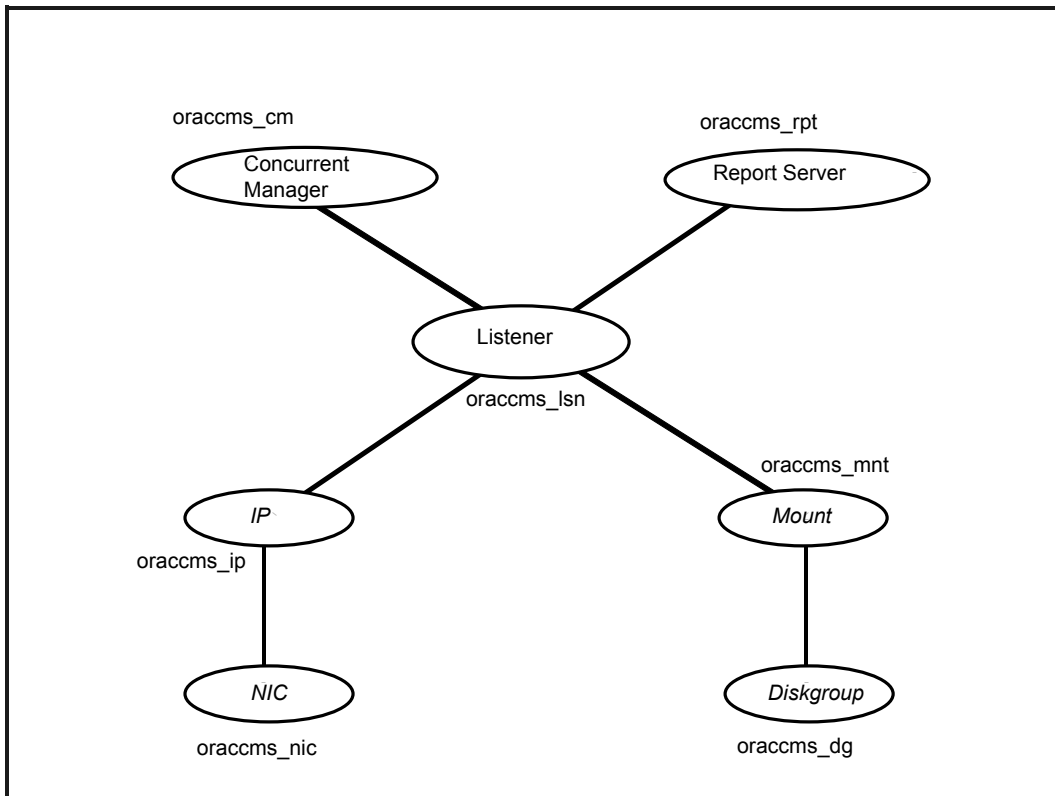 oraccms_cm
Concurrent
Manager
oraccms_rpt
Report Server
Listener
oraccms_lsn
oraccms_mnt
IP
Mount
oraccms_ip
NIC
Diskgroup
oraccms_nic
oraccms_dg